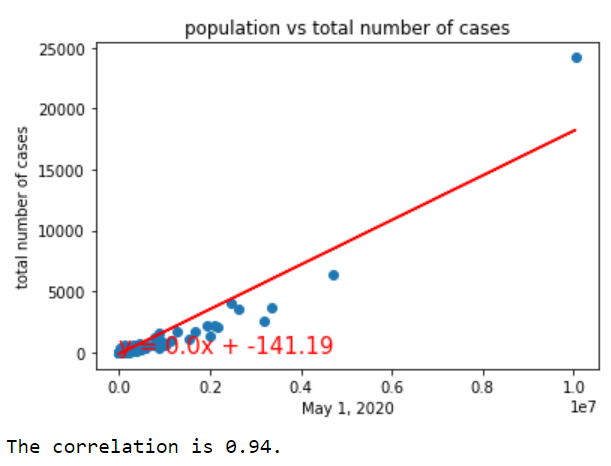 population vs total number of cases
25000
20000
15000
10000
5000
0
total number of cases
y = 0.0x + -141.19
0.0 0.2 0.4 0.6 0.8 1.0
1e7
May 1, 2020
The correlation is 0.94.